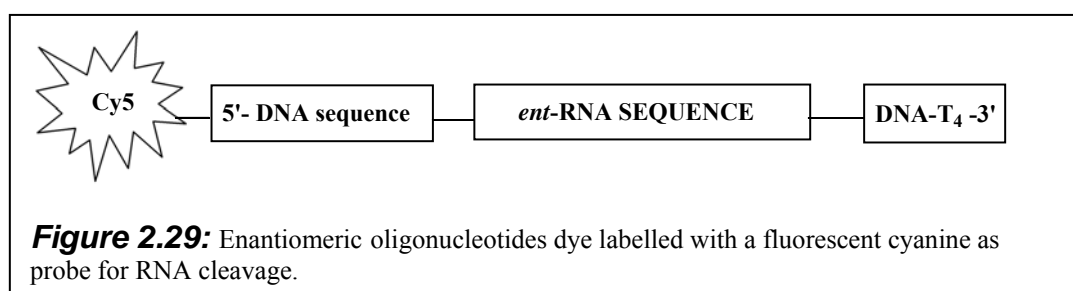 Cy5
5'- DNA sequence
ent-RNA SEQUENCE
DNA-T₄ -3'
Figure 2.29: Enantiomeric oligonucleotides dye labelled with a fluorescent cyanine as
probe for RNA cleavage.